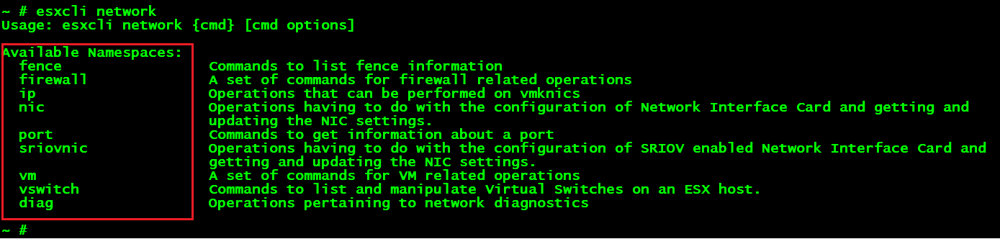 ~ # esxcli network
Usage: esxcli network {cmd} [cmd options]
Available Namespaces:
fence Commands to list fence information
firewall A set of commands for firewall related operations
ip Operations that can be performed on vmknics
nic Operations having to do with the configuration of Network Interface Card and getting and
updating the NIC settings.
port Commands to get information about a port
sriovnic Operations having to do with the configuration of SRIOV enabled Network Interface Card and
getting and updating the NIC settings.
vm A set of commands for VM related operations
vswitch Commands to list and manipulate Virtual Switches on an ESX host.
diag Operations pertaining to network diagnostics
~ #